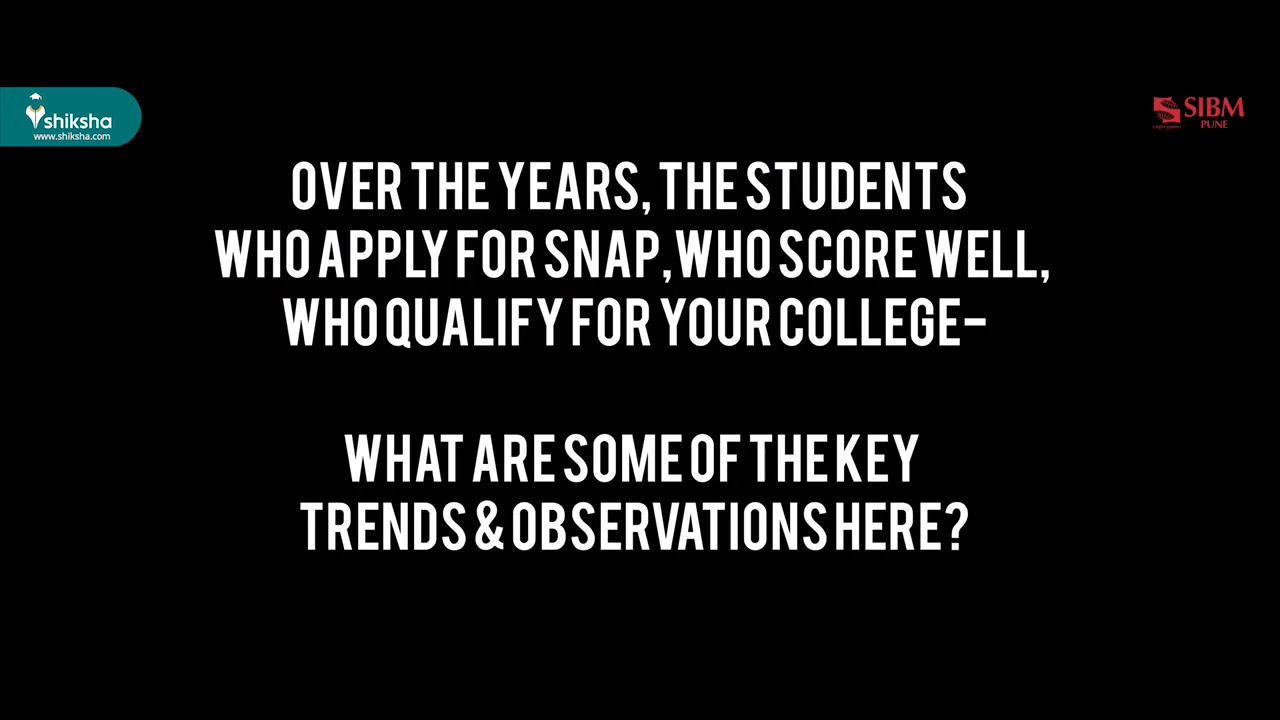 shiksha
www.shiksha.com
SIBM
PUNE
OVER THE YEARS, THE STUDENTS
WHO APPLY FOR SNAP,WHO SCORE WELL,
WHO QUALIFY FOR YOUR COLLEGE-
WHAT ARE SOME OF THE KEY
TRENDS & OBSERVATIONS HERE?